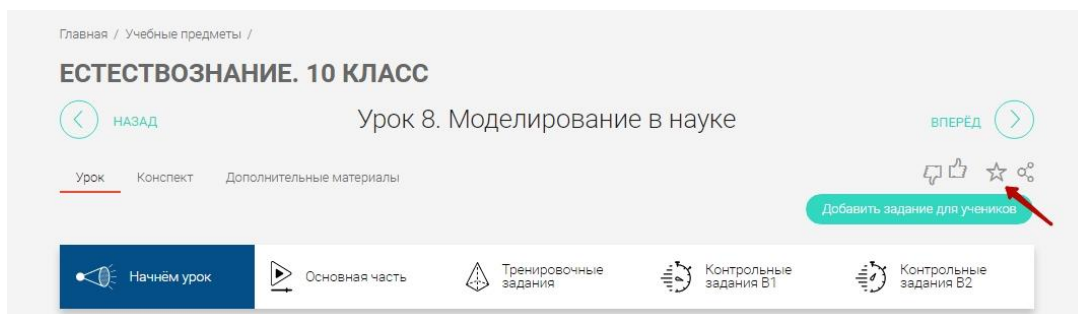 Главная / Учебные предметы /
ЕСТЕСТВОЗНАНИЕ. 10 КЛАСС
НАЗАД
Урок 8. Моделирование в науке
ВПЕРЁД
Урок Конспект Дополнительные материалы
Добавить задание для учеников
Начнём урок
Основная часть
Тренировочные
задания
Контрольные
задания В1
Контрольные
задания В2